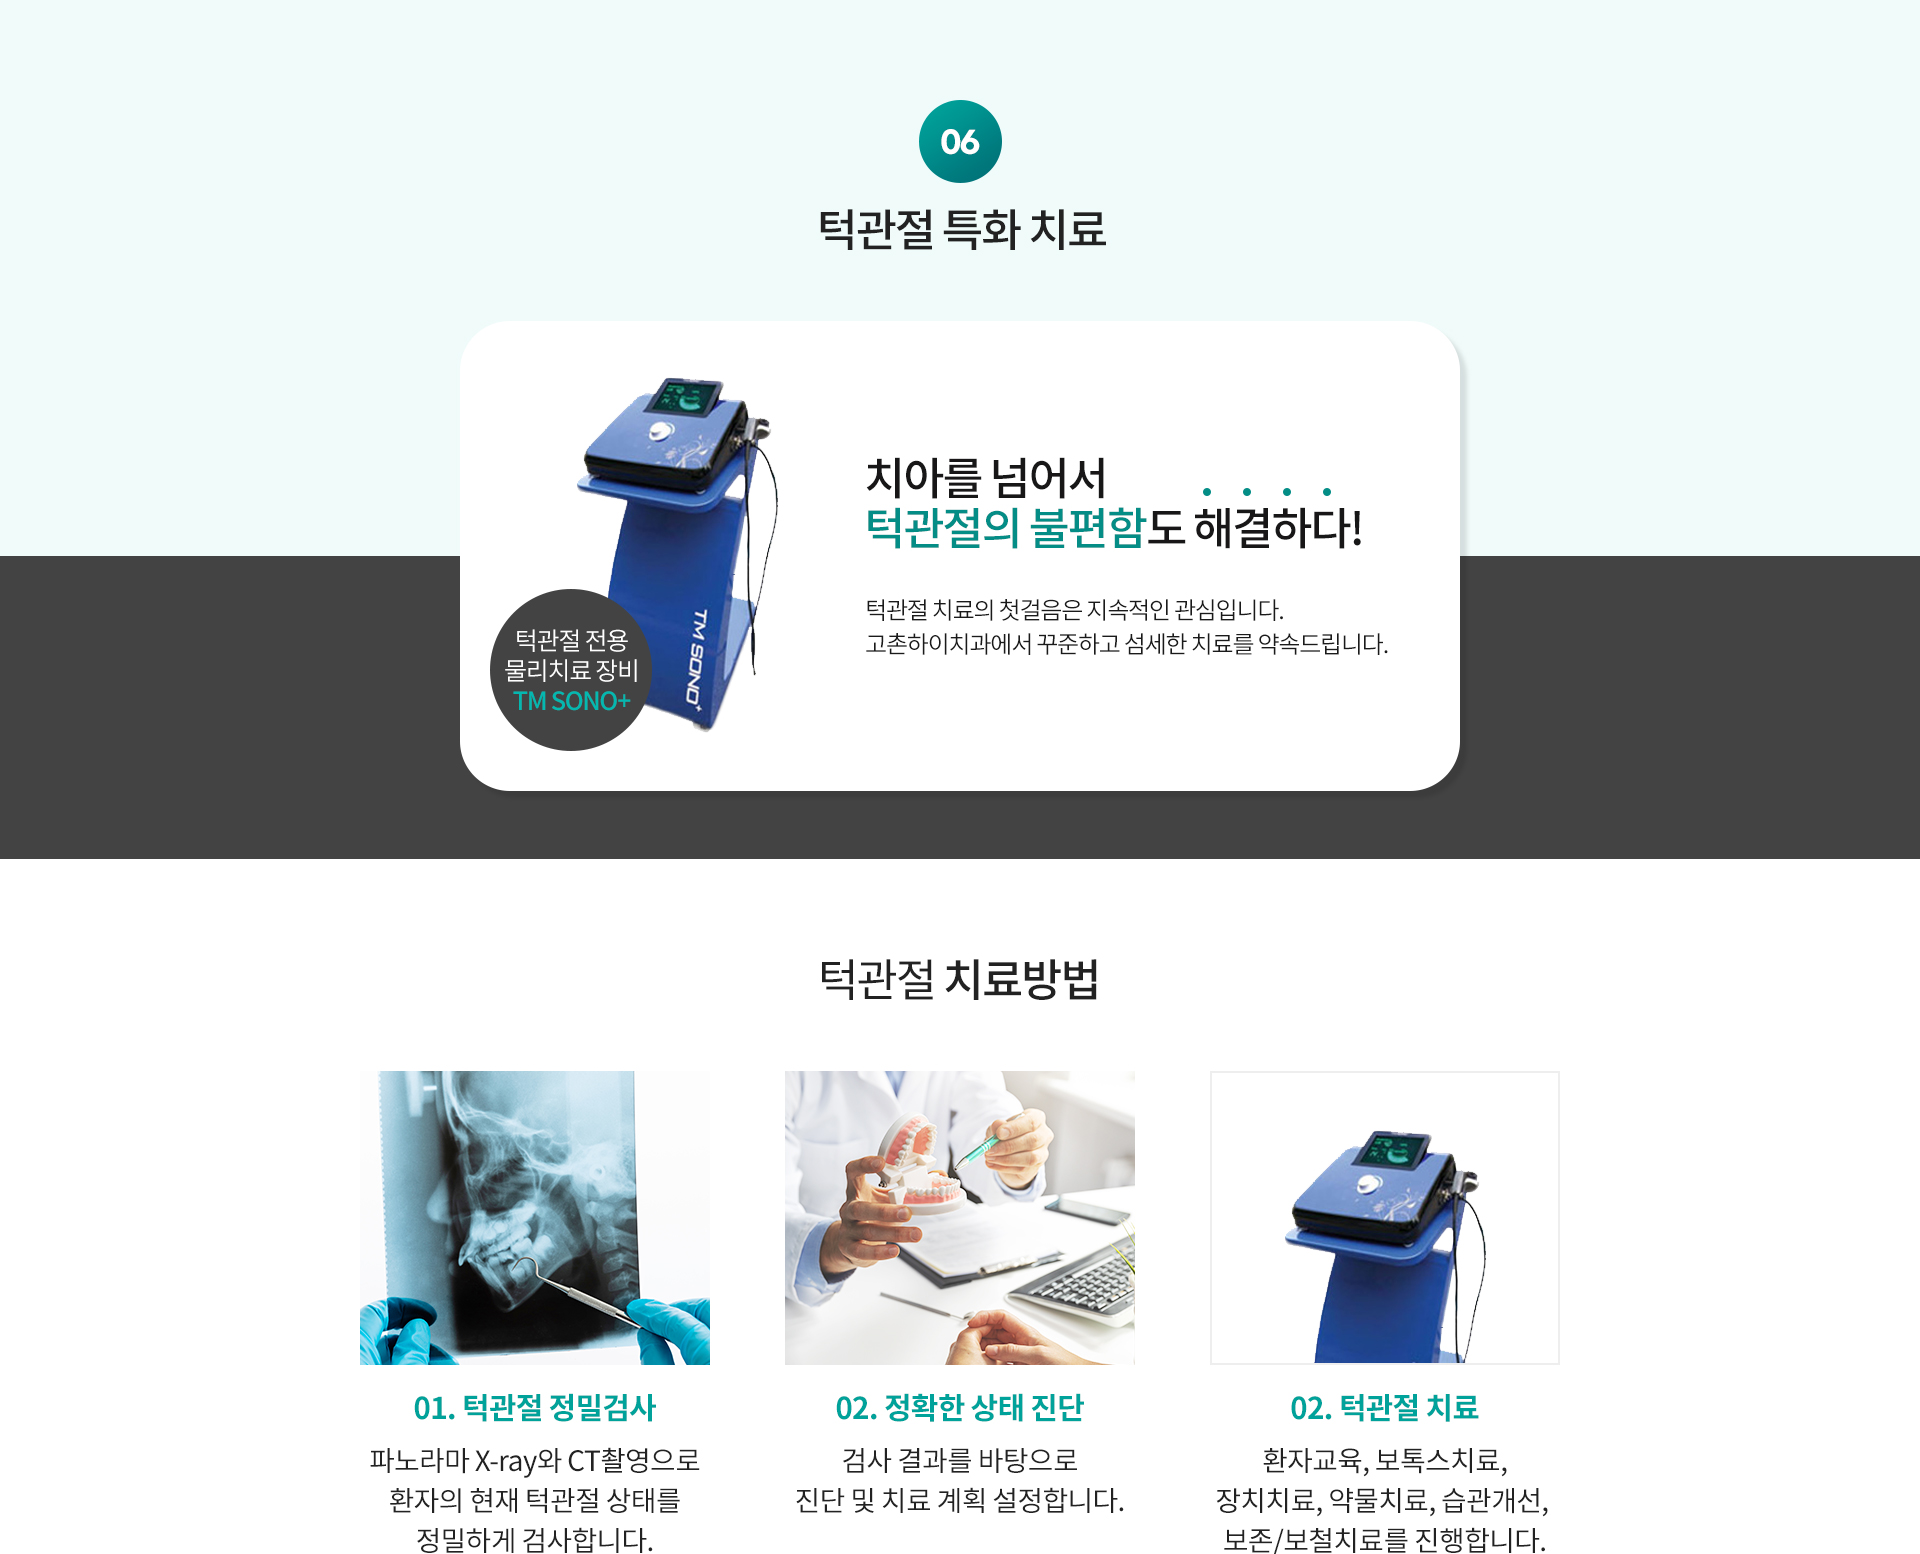 06
턱관절 특화 치료
치아를 넘어서
턱관절의 불편함도 해결하다!
턱관절 치료의 첫걸음은 지속적인 관심입니다.
고촌하이치과에서 꾸준하고 섬세한 치료를 약속드립니다.
턱관절 전용
물리치료 장비
TM SONO+
TM SONO+
턱관절 치료방법
01. 턱관절 정밀검사
파노라마 X-ray와 CT촬영으로
환자의 현재 턱관절 상태를
정밀하게 검사합니다.
02. 정확한 상태 진단
검사 결과를 바탕으로
진단 및 치료 계획 설정합니다.
02. 턱관절 치료
환자교육, 보톡스치료,
장치치료, 약물치료, 습관개선,
보존/보철치료를 진행합니다.